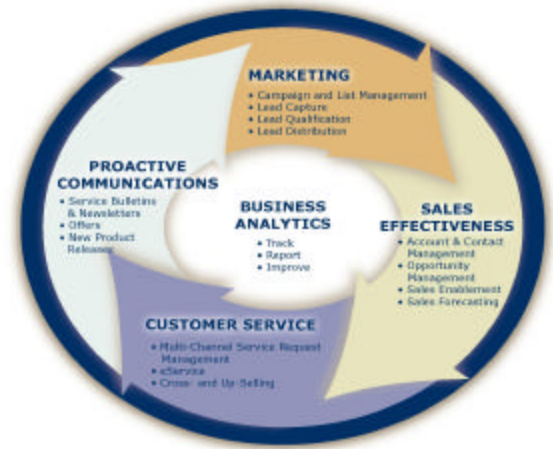 MARKETING
• Campaign and List Management
• Lead Capture
• Lead Qualification
• Lead Distribution
PROACTIVE
COMMUNICATIONS
• Service Bulletins
& Newsletters
• Offers
• New Product
Releases
BUSINESS
ANALYTICS
• Track
• Report
• Improve
SALES
EFFECTIVENESS
• Account & Contact
Management
• Opportunity
Management
• Sales Enablement
• Sales Forecasting
CUSTOMER SERVICE
• Multi-Channel Service Request
Management
• eService
• Cross- and Up-Selling